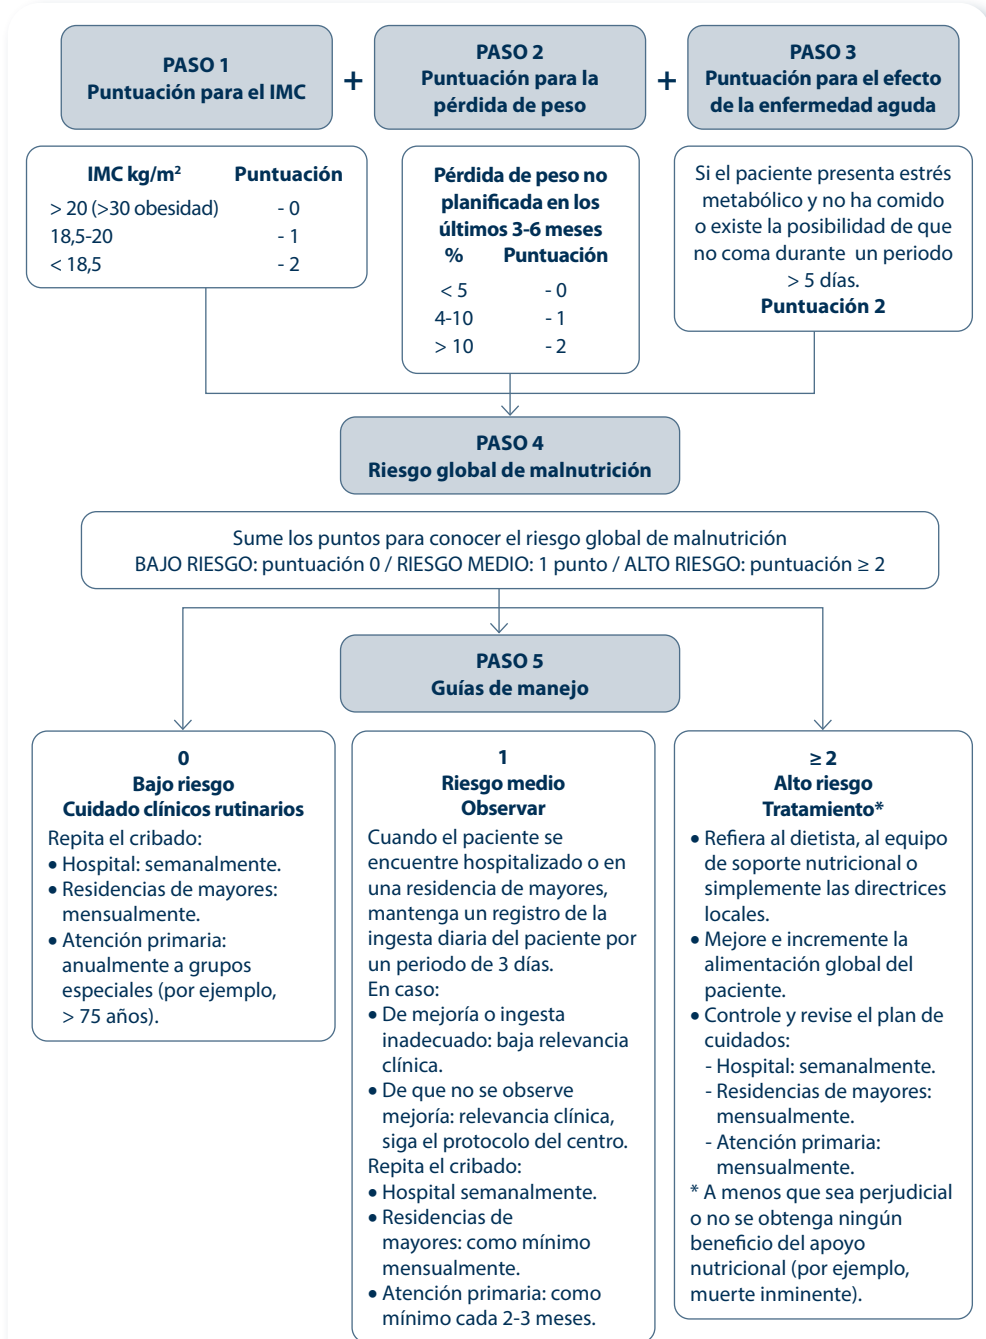 PASO 1
Puntuación para el IMC
+
PASO 2
Puntuación para la
pérdida de peso
+
PASO 3
Puntuación para el efecto
de la enfermedad aguda
IMC kg/m² Puntuación
> 20 (>30 obesidad) - 0
18,5-20 - 1
< 18,5 - 2
Pérdida de peso no
planificada en los
últimos 3-6 meses
% Puntuación
< 5 - 0
4-10 - 1
> 10 - 2
Si el paciente presenta estrés
metabólico y no ha comido
o existe la posibilidad de que
no coma durante un periodo
> 5 días.
Puntuación 2
PASO 4
Riesgo global de malnutrición
Sume los puntos para conocer el riesgo global de malnutrición
BAJO RIESGO: puntuación 0 / RIESGO MEDIO: 1 punto / ALTO RIESGO: puntuación ≥ 2
PASO 5
Guías de manejo
0
Bajo riesgo
Cuidado clínicos rutinarios
Repita el cribado:
• Hospital: semanalmente.
• Residencias de mayores:
mensualmente.
• Atención primaria:
anualmente a grupos
especiales (por ejemplo,
> 75 años).
1
Riesgo medio
Observar
Cuando el paciente se
encuentre hospitalizado o en
una residencia de mayores,
mantenga un registro de la
ingesta diaria del paciente por
un periodo de 3 días.
En caso:
• De mejoría o ingesta
inadecuado: baja relevancia
clínica.
• De que no se observe
mejoría: relevancia clínica,
siga el protocolo del centro.
Repita el cribado:
• Hospital semanalmente.
• Residencias de
mayores: como mínimo
mensualmente.
• Atención primaria: como
mínimo cada 2-3 meses.
≥ 2
Alto riesgo
Tratamiento*
• Refiera al dietista, al equipo
de soporte nutricional o
simplemente las directrices
locales.
• Mejore e incremente la
alimentación global del
paciente.
• Controle y revise el plan de
cuidados:
- Hospital: semanalmente.
- Residencias de mayores:
mensualmente.
- Atención primaria:
mensualmente.
* A menos que sea perjudicial
o no se obtenga ningún
beneficio del apoyo
nutricional (por ejemplo,
muerte inminente).